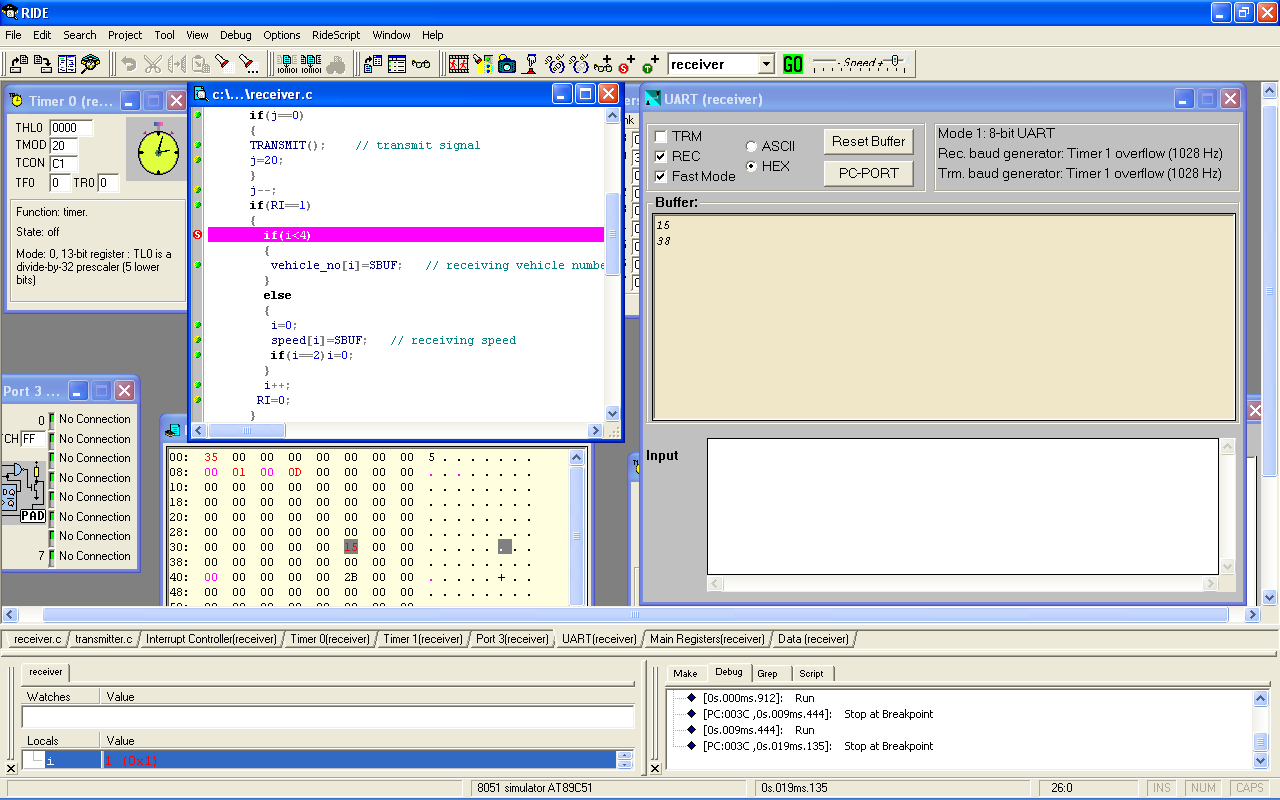 RIDE
File Edit Search Project Tool View Debug Options RideScript Window Help
receiver GO Speed+
Timer 0 (re...
THL0 0000
TMOD 20
TCON C1
TF0 0 TR0 0
Function: timer.
State: off
Mode: 0, 13-bit register : TL0 is a
divide-by-32 prescaler (5 lower
bits)
c:\...\receiver.c
if(j==0)
{
TRANSMIT(); // transmit signal
j=20;
}
j--;
if(RI==1)
{
if(i<4)
{
vehicle_no[i]=SBUF; // receiving vehicle numbe
}
else
{
i=0;
speed[i]=SBUF; // receiving speed
if(i==2)i=0;
}
i++;
RI=0;
}
UART (receiver)
TRM
REC
Fast Mode
ASCII
HEX
Reset Buffer
PC-PORT
Mode 1: 8-bit UART
Rec. baud generator: Timer 1 overflow (1028 Hz)
Trm. baud generator: Timer 1 overflow (1028 Hz)
Buffer:
15
38
Input
Port 3 ...
0 No Connection
CH FF No Connection
No Connection
No Connection
No Connection
PAD No Connection
No Connection
7 No Connection
00: 35 00 00 00 00 00 00 00 5 . . . . . . .
08: 00 01 00 0D 00 00 00 00 . . . . . . . .
10: 00 00 00 00 00 00 00 00 . . . . . . . .
18: 00 00 00 00 00 00 00 00 . . . . . . . .
20: 00 00 00 00 00 00 00 00 . . . . . . . .
28: 00 00 00 00 00 00 00 00 . . . . . . . .
30: 00 00 00 00 00 15 00 00 . . . . . . . .
38: 00 00 00 00 00 00 00 00 . . . . . . . .
40: 00 00 00 00 00 2B 00 00 . . . . . + . .
48: 00 00 00 00 00 00 00 00 . . . . . . . .
receiver.c transmitter.c Interrupt Controller(receiver) Timer 0(receiver) Timer 1(receiver) Port 3(receiver) UART(receiver) Main Registers(receiver) Data (receiver)
receiver
Watches Value
Locals Value
i 1 (0x1)
Make Debug Grep Script
[0s.000ms.912]: Run
[PC:003C ,0s.009ms.444]: Stop at Breakpoint
[0s.009ms.444]: Run
[PC:003C ,0s.019ms.135]: Stop at Breakpoint
8051 simulator AT89C51 0s.019ms.135 26:0 INS NUM CAPS